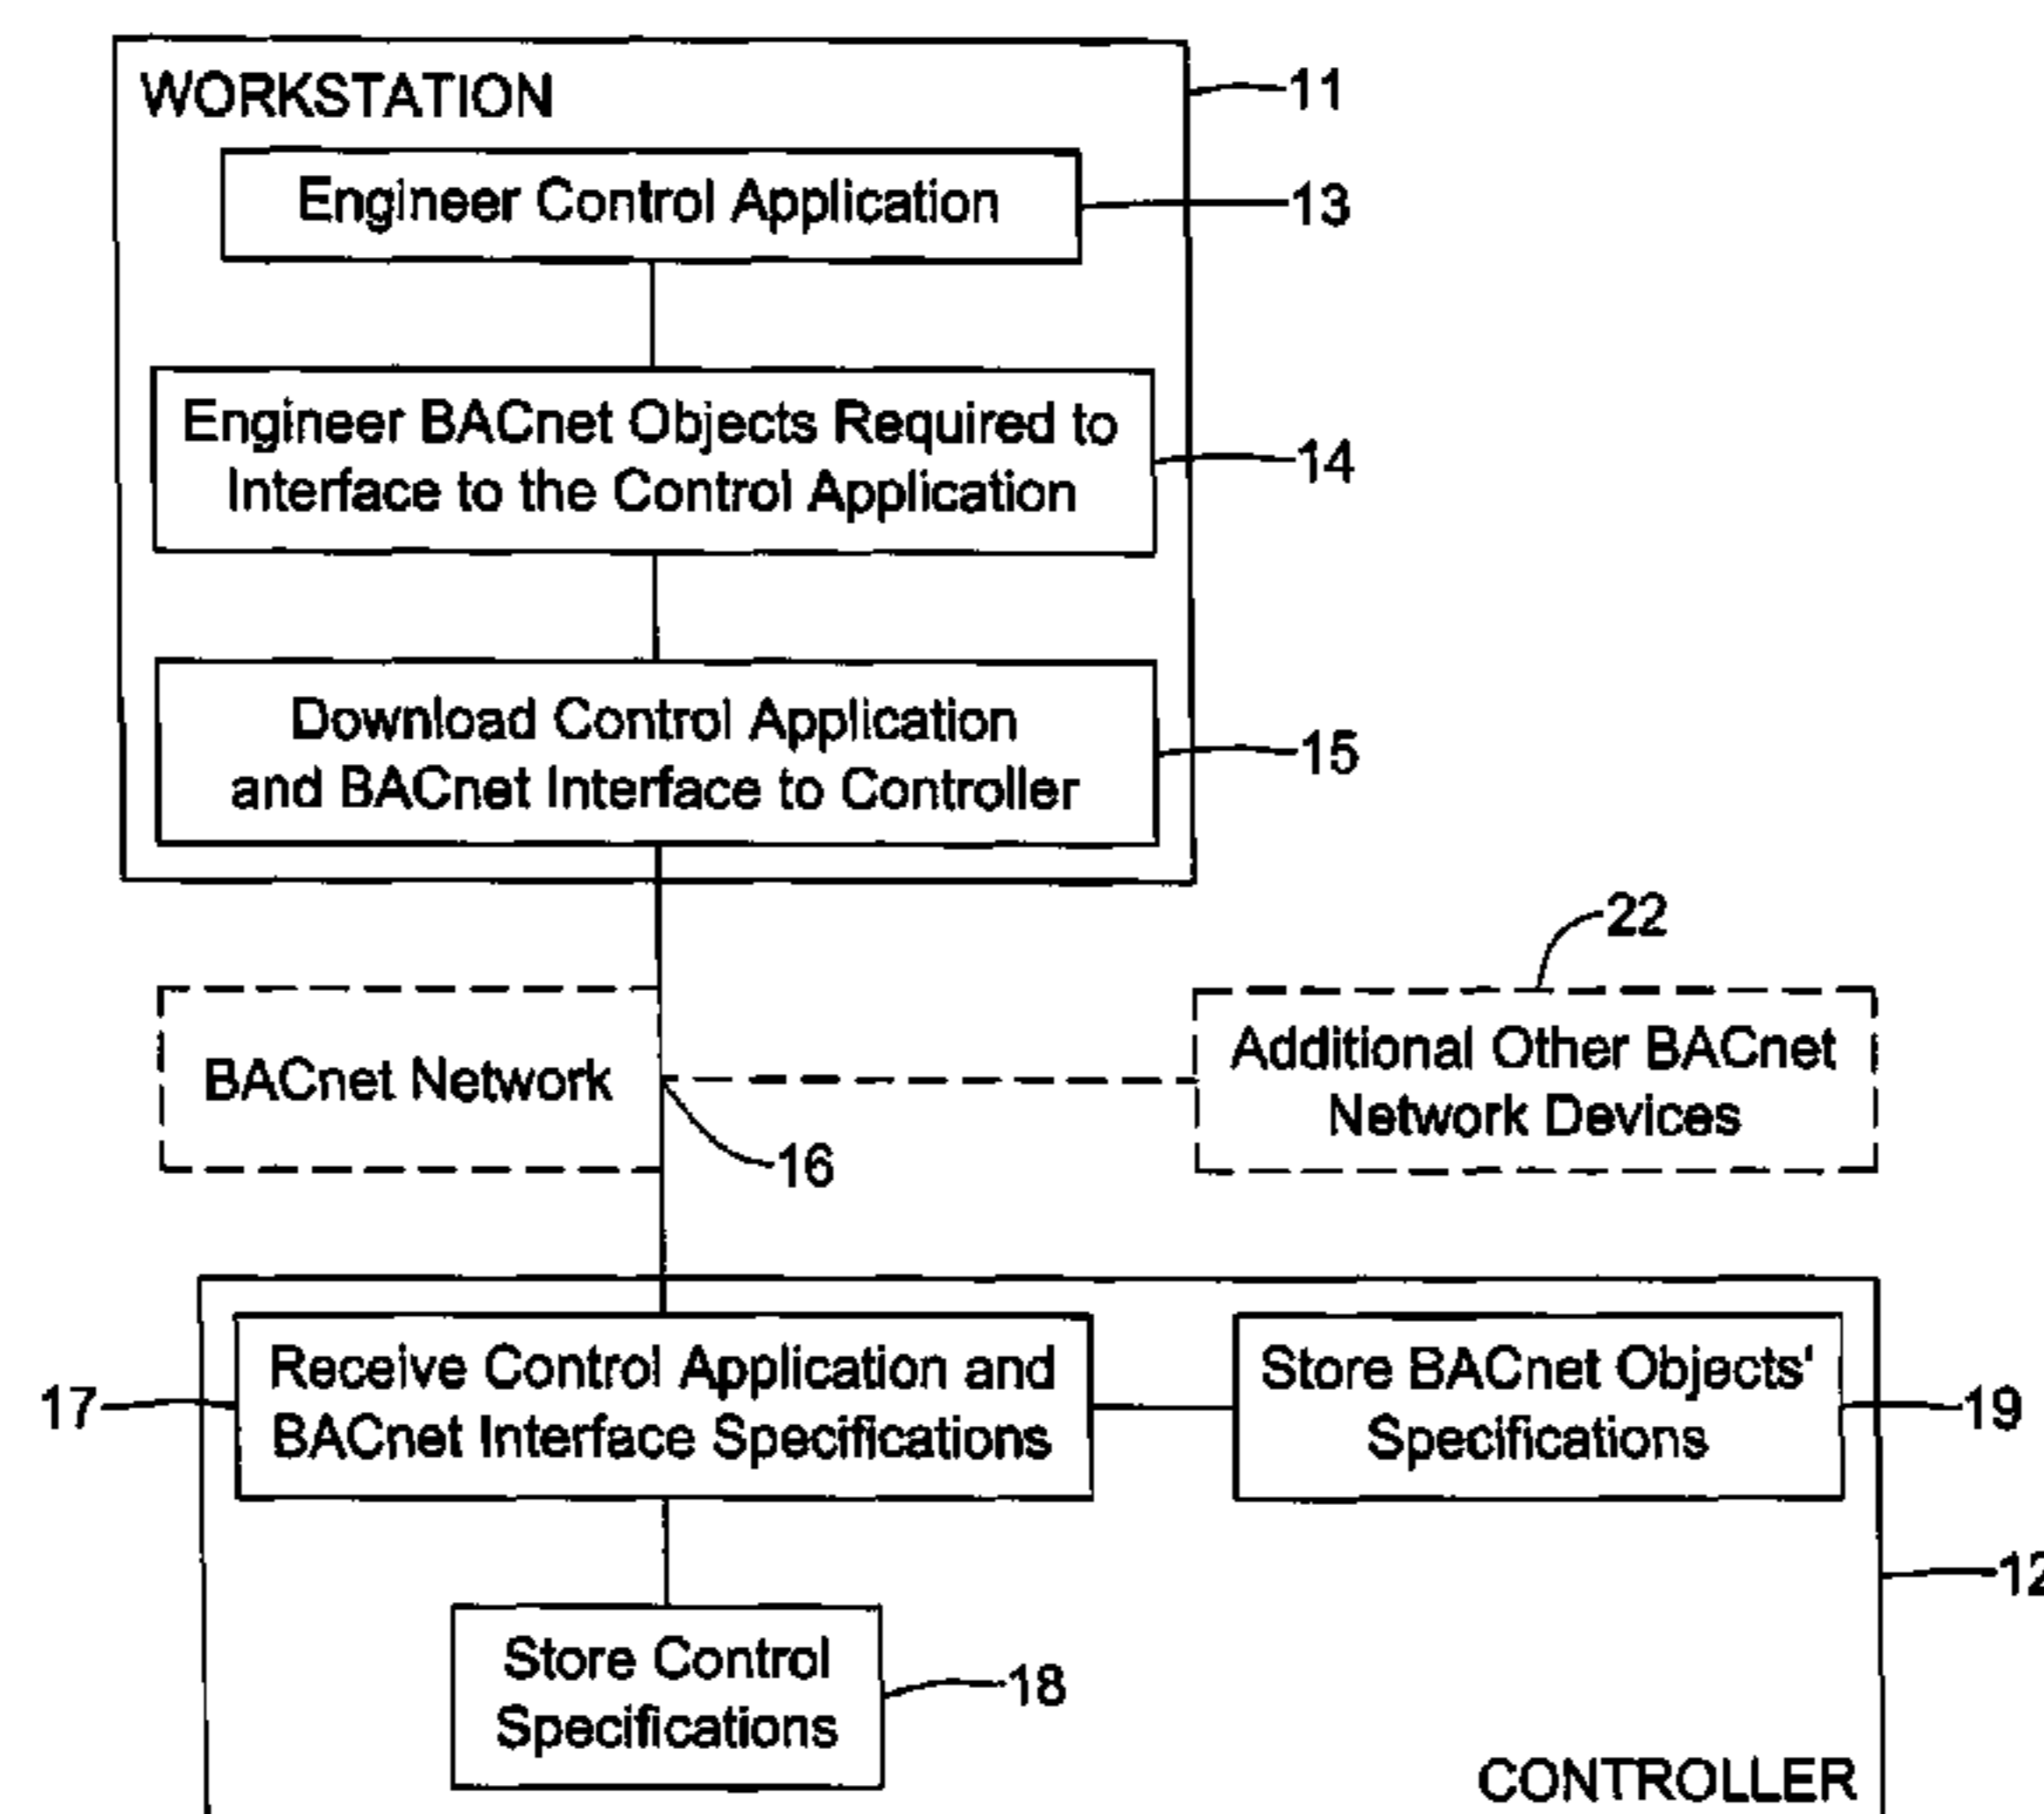 WORKSTATION
11
Engineer Control Application
13
Engineer BACnet Objects Required to
Interface to the Control Application
14
Download Control Application
and BACnet Interface to Controller
15
22
BACnet Network
Additional Other BACnet
Network Devices
16
Receive Control Application and
BACnet Interface Specifications
17
Store BACnet Objects'
Specifications
19
12
Store Control
Specifications
18
CONTROLLER